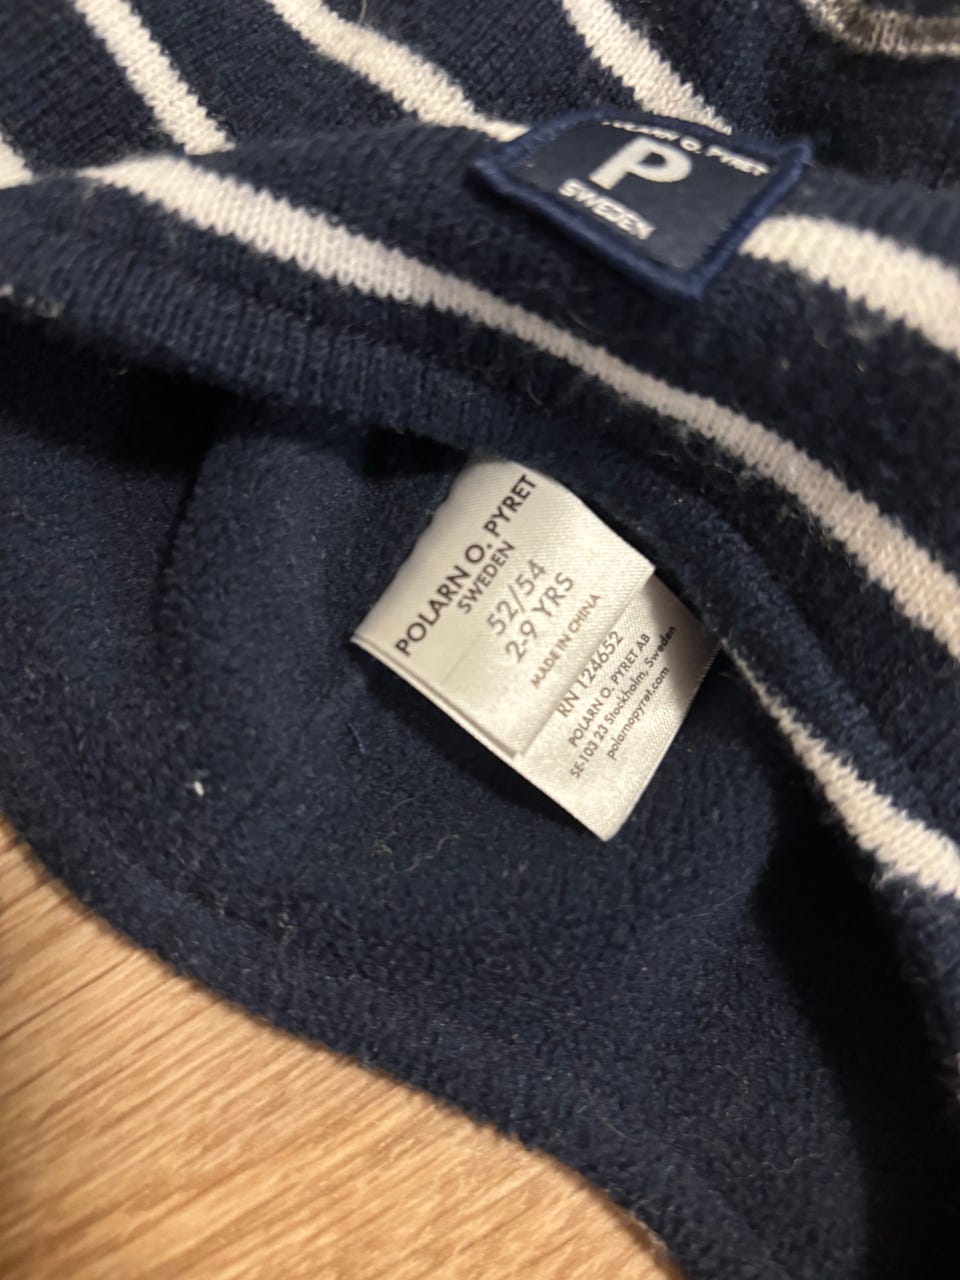 O. PYRET
P
SWEDEN
POLARN O. PYRET
SWEDEN
52/54
2-9 YRS
MADE IN CHINA
RN 124652
POLARN O. PYRET AB
SE-103 23 Stockholm, Sweden
polarnopyret.com